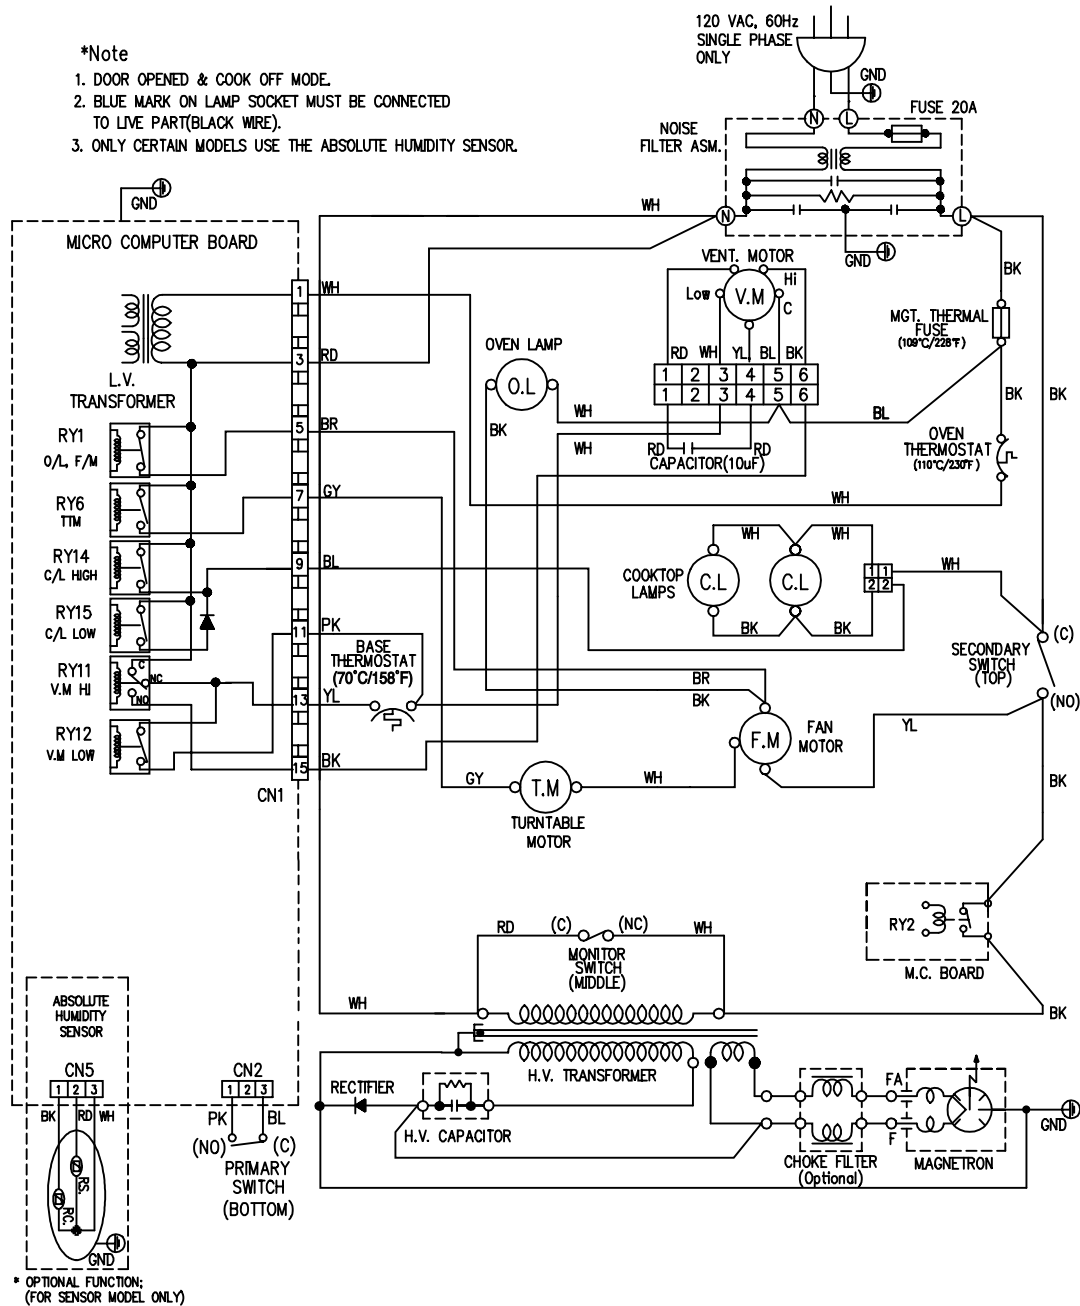 120 VAC, 60Hz
SINGLE PHASE
ONLY
*Note
1. DOOR OPENED & COOK OFF MODE.
2. BLUE MARK ON LAMP SOCKET MUST BE CONNECTED
TO LIVE PART(BLACK WIRE).
3. ONLY CERTAIN MODELS USE THE ABSOLUTE HUMIDITY SENSOR.
GND
N
L
FUSE 20A
NOISE
FILTER ASM.
N
L
GND
GND
MICRO COMPUTER BOARD
WH
BK
VENT. MOTOR
Hi
Low
V.M
C
MGT. THERMAL
FUSE
(109°C/228°F)
1
WH
3
RD
L.V.
TRANSFORMER
OVEN LAMP
O.L
RD
WH
YL
BL
BK
1 2 3 4 5 6
1 2 3 4 5 6
BK
BK
WH
BL
RY1
O/L, F/M
5
BR
BK
WH
RD
RD
CAPACITOR(10uF)
OVEN
THERMOSTAT
(110°C/230°F)
RY6
TTM
7
GY
WH
RY14
C/L HIGH
9
BL
WH
WH
COOKTOP
LAMPS
C.L
C.L
1 1
2 2
WH
BK
BK
RY15
C/L LOW
11
PK
BASE
THERMOSTAT
(70°C/158°F)
(C)
SECONDARY
SWITCH
(TOP)
(NO)
RY11
V.M HI
C
NC
NO
13
YL
BR
BK
RY12
V.M LOW
15
BK
F.M
FAN
MOTOR
YL
CN1
GY
T.M
WH
BK
TURNTABLE
MOTOR
RY2
M.C. BOARD
RD
(C)
(NC)
WH
MONITOR
SWITCH
(MIDDLE)
WH
BK
H.V. TRANSFORMER
ABSOLUTE
HUMIDITY
SENSOR
CN5
1 2 3
BK
RD
WH
RS.
RC.
GND
* OPTIONAL FUNCTION;
(FOR SENSOR MODEL ONLY)
CN2
1 2 3
PK
BL
(NO)
(C)
PRIMARY
SWITCH
(BOTTOM)
RECTIFIER
H.V. CAPACITOR
FA
F
CHOKE FILTER
(Optional)
MAGNETRON
GND